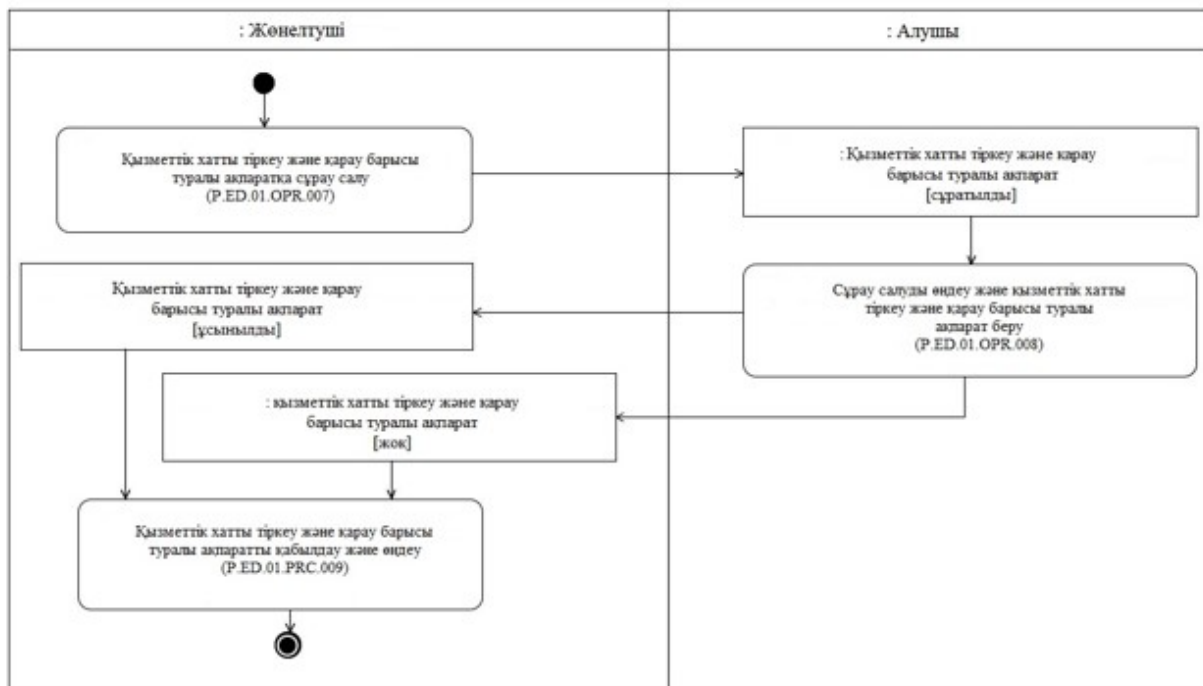 : Жөнелтуші
: Алушы
Қызметтік хатты тіркеу және қарау барысы
туралы ақпаратқа сұрау салу
(P.ED.01.OPR.007)
: Қызметтік хатты тіркеу және қарау
барысы туралы ақпарат
[сұратылды]
Сұрау салуды өңдеу және қызметтік хатты
тіркеу және қарау барысы туралы
ақпарат беру
(P.ED.01.OPR.008)
Қызметтік хатты тіркеу және қарау
барысы туралы ақпарат
[ұсынылды]
: қызметтік хатты тіркеу және қарау
барысы туралы ақпарат
[жоқ]
Қызметтік хатты тіркеу және қарау барысы
туралы ақпаратты қабылдау және өңдеу
(P.ED.01.PRC.009)